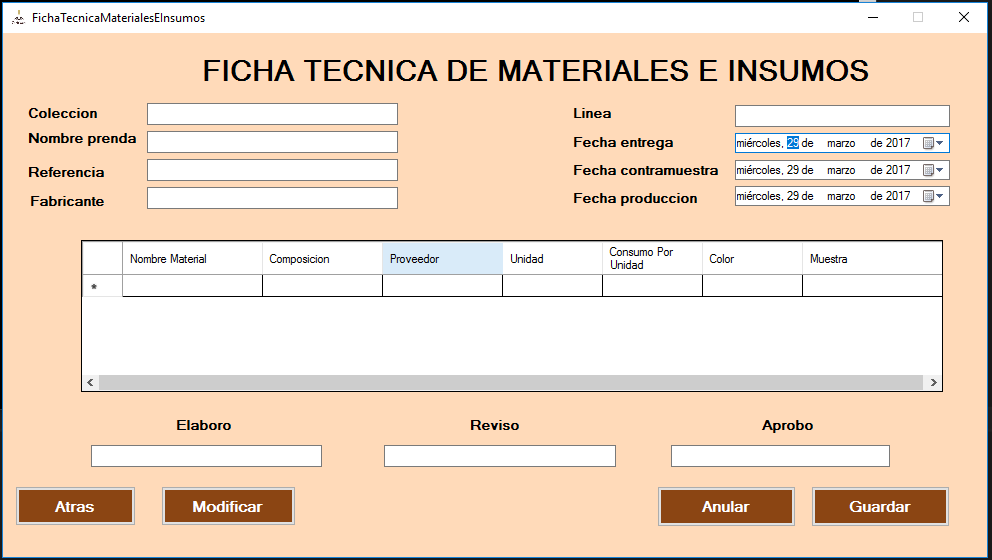 FichaTecnicaMaterialesEInsumos
FICHA TECNICA DE MATERIALES E INSUMOS
Coleccion
Nombre prenda
Referencia
Fabricante
Linea
Fecha entrega miércoles, 29 de marzo de 2017
Fecha contramuestra miércoles, 29 de marzo de 2017
Fecha produccion miércoles, 29 de marzo de 2017
Nombre Material Composicion Proveedor Unidad Consumo Por Unidad Color Muestra
*
Elaboro Reviso Aprobo
Atras Modificar Anular Guardar